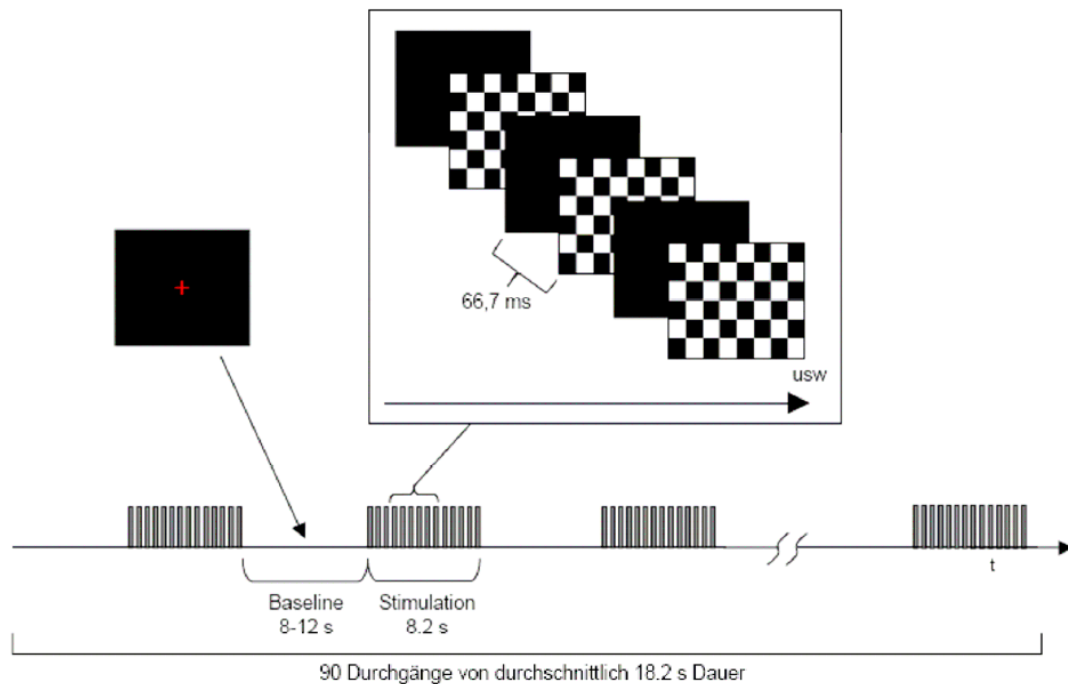 66,7 ms
usw
t
Baseline
8-12 s
Stimulation
8.2 s
90 Durchgänge von durchschnittlich 18.2 s Dauer